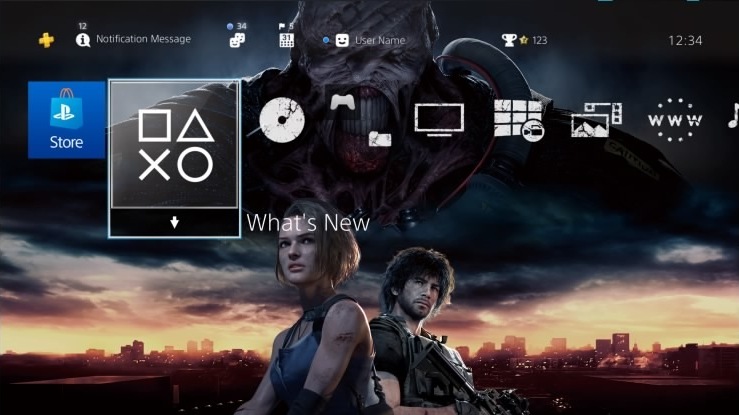 12
Notification Message
34
5
31
User Name
123
12:34
Store
What's New
WWW